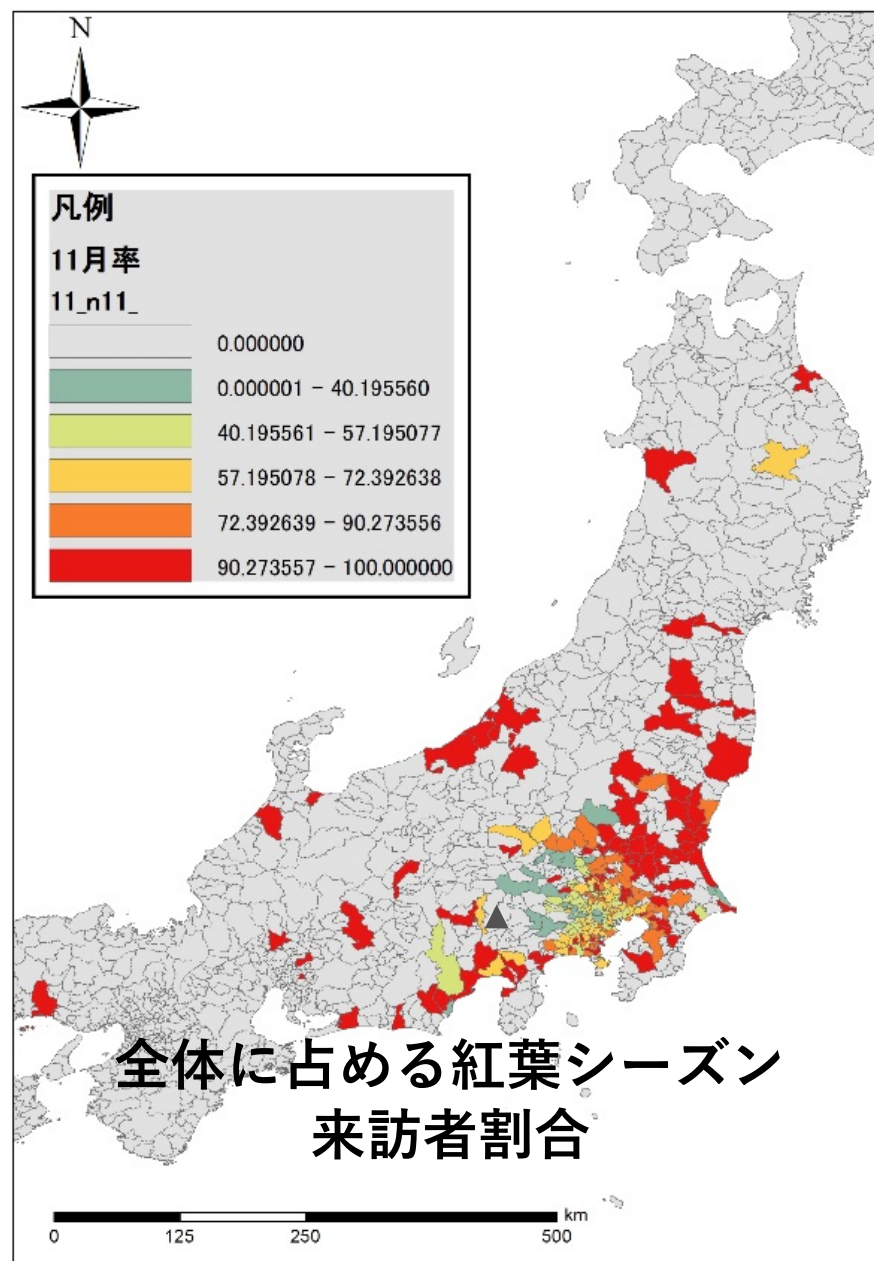 N
凡例
11月率
11_n11_
0.000000
0.000001 - 40.195560
40.195561 - 57.195077
57.195078 - 72.392638
72.392639 - 90.273556
90.273557 - 100.000000
全体に占める紅葉シーズン
来訪者割合
km
0 125 250 500